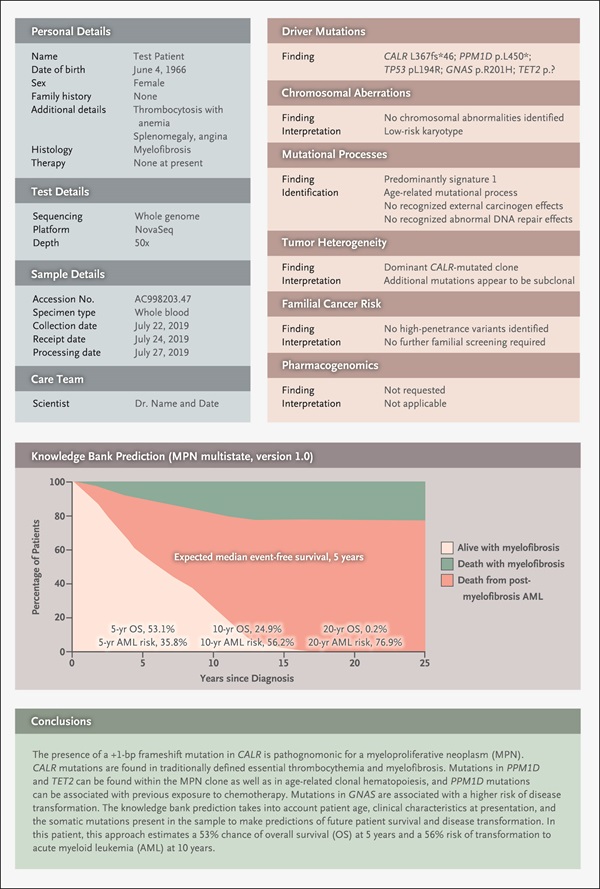 Personal Details
Name Test Patient
Date of birth June 4, 1966
Sex Female
Family history None
Additional details Thrombocytosis with
anemia
Splenomegaly, angina
Histology Myelofibrosis
Therapy None at present
Test Details
Sequencing Whole genome
Platform NovaSeq
Depth 50x
Sample Details
Accession No. AC998203.47
Specimen type Whole blood
Collection date July 22, 2019
Receipt date July 24, 2019
Processing date July 27, 2019
Care Team
Scientist Dr. Name and Date
Driver Mutations
Finding CALR L367fs*46; PPM1D p.L450*;
TP53 pL194R; GNAS p.R201H; TET2 p.?
Chromosomal Aberrations
Finding No chromosomal abnormalities identified
Interpretation Low-risk karyotype
Mutational Processes
Finding Predominantly signature 1
Identification Age-related mutational process
No recognized external carcinogen effects
No recognized abnormal DNA repair effects
Tumor Heterogeneity
Finding Dominant CALR-mutated clone
Interpretation Additional mutations appear to be subclonal
Familial Cancer Risk
Finding No high-penetrance variants identified
Interpretation No further familial screening required
Pharmacogenomics
Finding Not requested
Interpretation Not applicable
Knowledge Bank Prediction (MPN multistate, version 1.0)
Percentage of Patients
100
80
60
40
20
0
Expected median event-free survival, 5 years
5-yr OS, 53.1% 10-yr OS, 24.9% 20-yr OS, 0.2%
5-yr AML risk, 35.8% 10-yr AML risk, 56.2% 20-yr AML risk, 76.9%
0 5 10 15 20 25
Years since Diagnosis
Alive with myelofibrosis
Death with myelofibrosis
Death from post-
myelofibrosis AML
Conclusions
The presence of a +1-bp frameshift mutation in CALR is pathognomonic for a myeloproliferative neoplasm (MPN).
CALR mutations are found in traditionally defined essential thrombocythemia and myelofibrosis. Mutations in PPM1D
and TET2 can be found within the MPN clone as well as in age-related clonal hematopoiesis, and PPM1D mutations
can be associated with previous exposure to chemotherapy. Mutations in GNAS are associated with a higher risk of disease
transformation. The knowledge bank prediction takes into account patient age, clinical characteristics at presentation, and
the somatic mutations present in the sample to make predictions of future patient survival and disease transformation. In
this patient, this approach estimates a 53% chance of overall survival (OS) at 5 years and a 56% risk of transformation to
acute myeloid leukemia (AML) at 10 years.